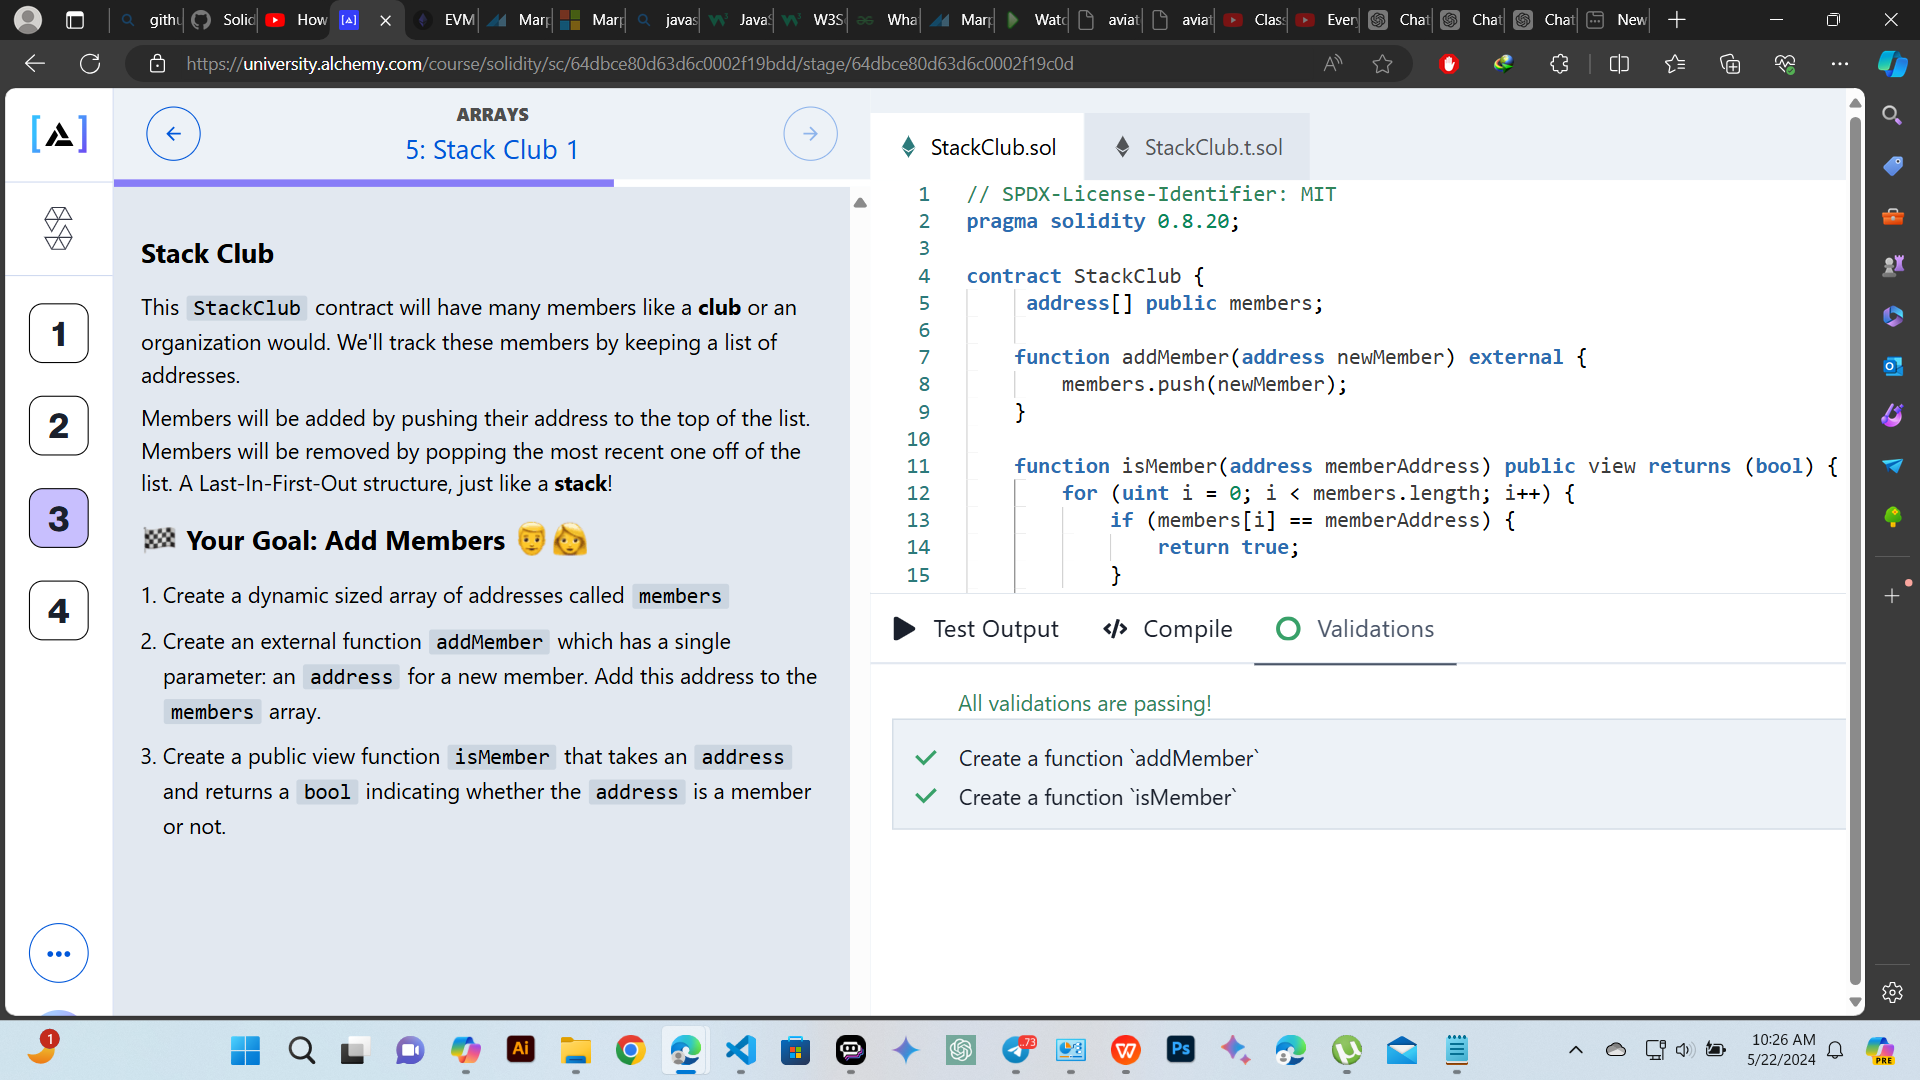 githu
Solid
How
EVM
Marp
Marp
javas
JavaS
W3S
Wha
Marp
Watc
aviat
aviat
Class
Every
Chat
Chat
Chat
New
https://university.alchemy.com/course/solidity/sc/64dbce80d63d6c0002f19bdd/stage/64dbce80d63d6c0002f19c0d
ARRAYS
5: Stack Club 1
1
2
3
4
Stack Club
This StackClub contract will have many members like a club or an
organization would. We'll track these members by keeping a list of
addresses.
Members will be added by pushing their address to the top of the list.
Members will be removed by popping the most recent one off of the
list. A Last-In-First-Out structure, just like a stack!
🏁 Your Goal: Add Members 👨👩
1. Create a dynamic sized array of addresses called members
2. Create an external function addMember which has a single
parameter: an address for a new member. Add this address to the
members array.
3. Create a public view function isMember that takes an address
and returns a bool indicating whether the address is a member
or not.
StackClub.sol
StackClub.t.sol
1 // SPDX-License-Identifier: MIT
2 pragma solidity 0.8.20;
3
4 contract StackClub {
5 address[] public members;
6
7 function addMember(address newMember) external {
8 members.push(newMember);
9 }
10
11 function isMember(address memberAddress) public view returns (bool) {
12 for (uint i = 0; i < members.length; i++) {
13 if (members[i] == memberAddress) {
14 return true;
15 }
Test Output
Compile
Validations
All validations are passing!
Create a function `addMember`
Create a function `isMember`
1
Ai
.73
Ps
10:26 AM
5/22/2024
PRE